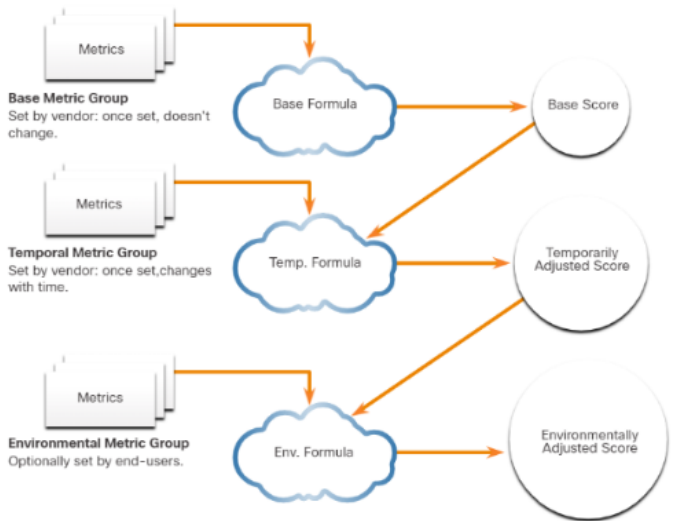 Metrics
Base Metric Group
Set by vendor: once set, doesn't
change.
Base Formula
Base Score
Metrics
Temporal Metric Group
Set by vendor: once set,changes
with time.
Temp. Formula
Temporarily
Adjusted Score
Metrics
Environmental Metric Group
Optionally set by end-users.
Env. Formula
Environmentally
Adjusted Score